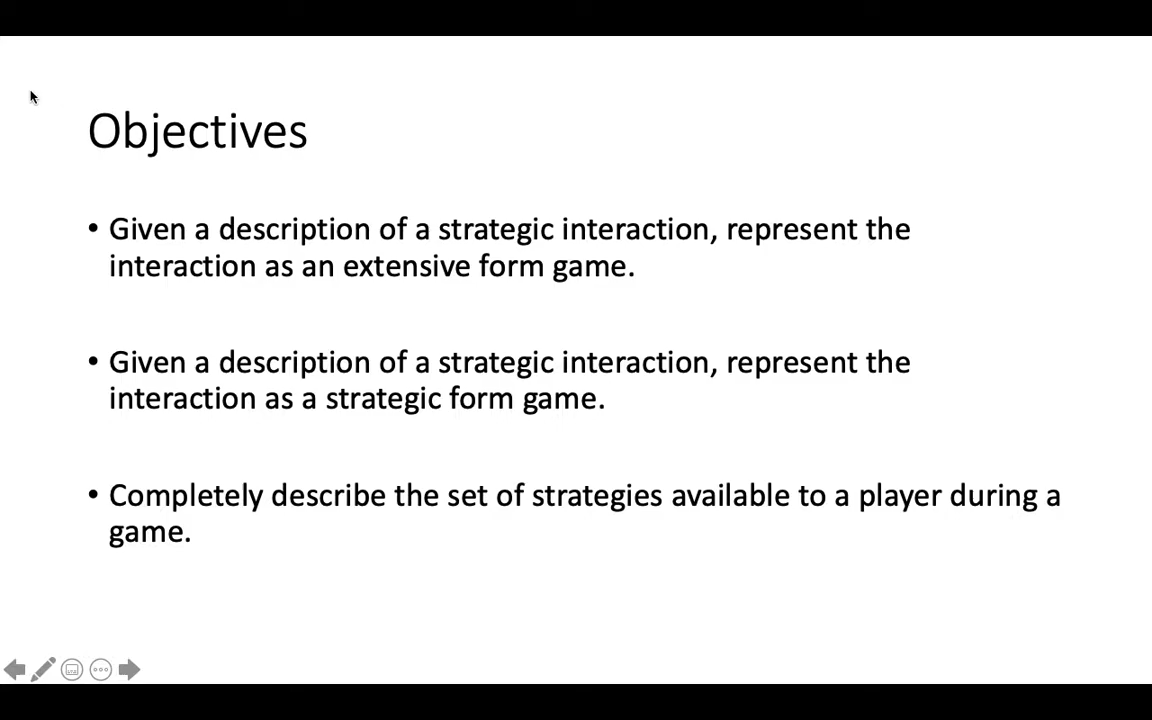 Objectives
• Given a description of a strategic interaction, represent the
interaction as an extensive form game.
• Given a description of a strategic interaction, represent the
interaction as a strategic form game.
• Completely describe the set of strategies available to a player during a
game.